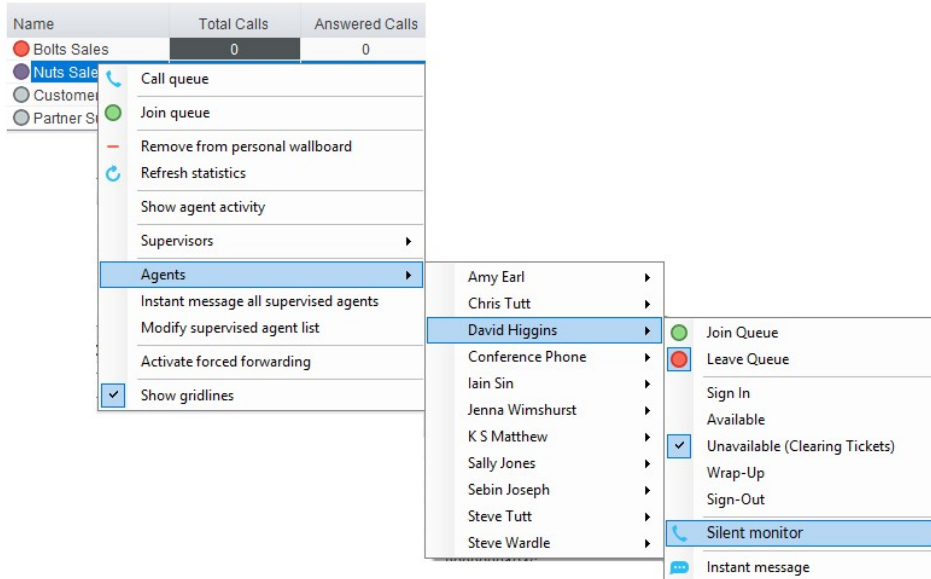 Name Total Calls Answered Calls
Bolts Sales 0 0
Nuts Sale
Customer
Partner S
Call queue
Join queue
Remove from personal wallboard
Refresh statistics
Show agent activity
Supervisors
Agents
Instant message all supervised agents
Modify supervised agent list
Activate forced forwarding
Show gridlines
Amy Earl
Chris Tutt
David Higgins
Conference Phone
Iain Sin
Jenna Wimshurst
K S Matthew
Sally Jones
Sebin Joseph
Steve Tutt
Steve Wardle
Join Queue
Leave Queue
Sign In
Available
Unavailable (Clearing Tickets)
Wrap-Up
Sign-Out
Silent monitor
Instant message